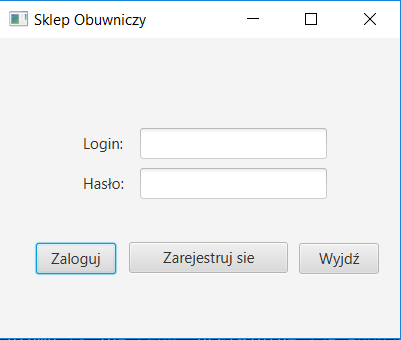 Sklep Obuwniczy
Login:
Hasło:
Zaloguj Zarejestruj sie Wyjdź